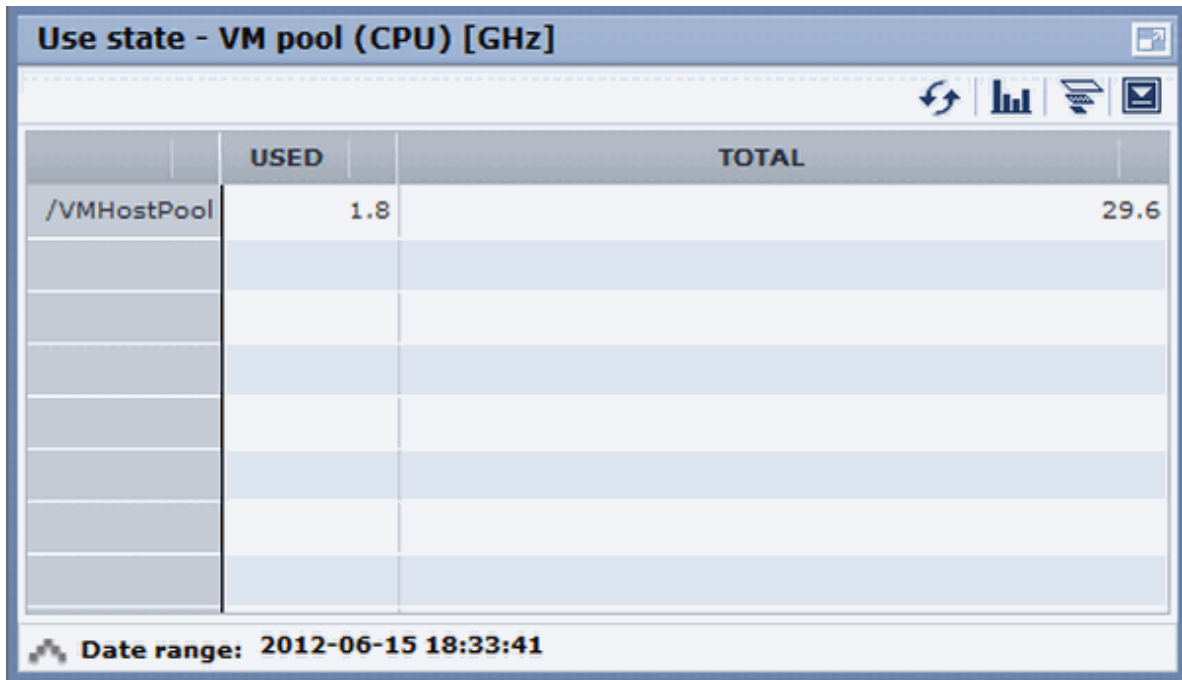 Use state - VM pool (CPU) [GHz]
USED TOTAL
/VMHostPool 1.8 29.6
Date range: 2012-06-15 18:33:41